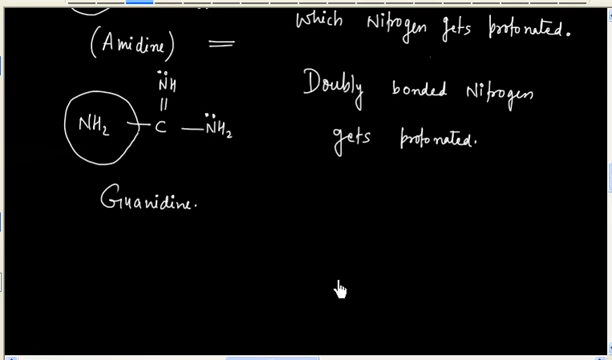 which Nitrogen gets protonated.
(Amidine) =
Doubly bonded Nitrogen
gets protonated.
NH
||
NH2 — C — NH2
Guanidine.